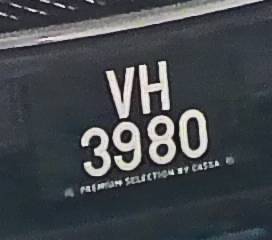 VH
3980
PREMIUM SELECTION BY CASSA